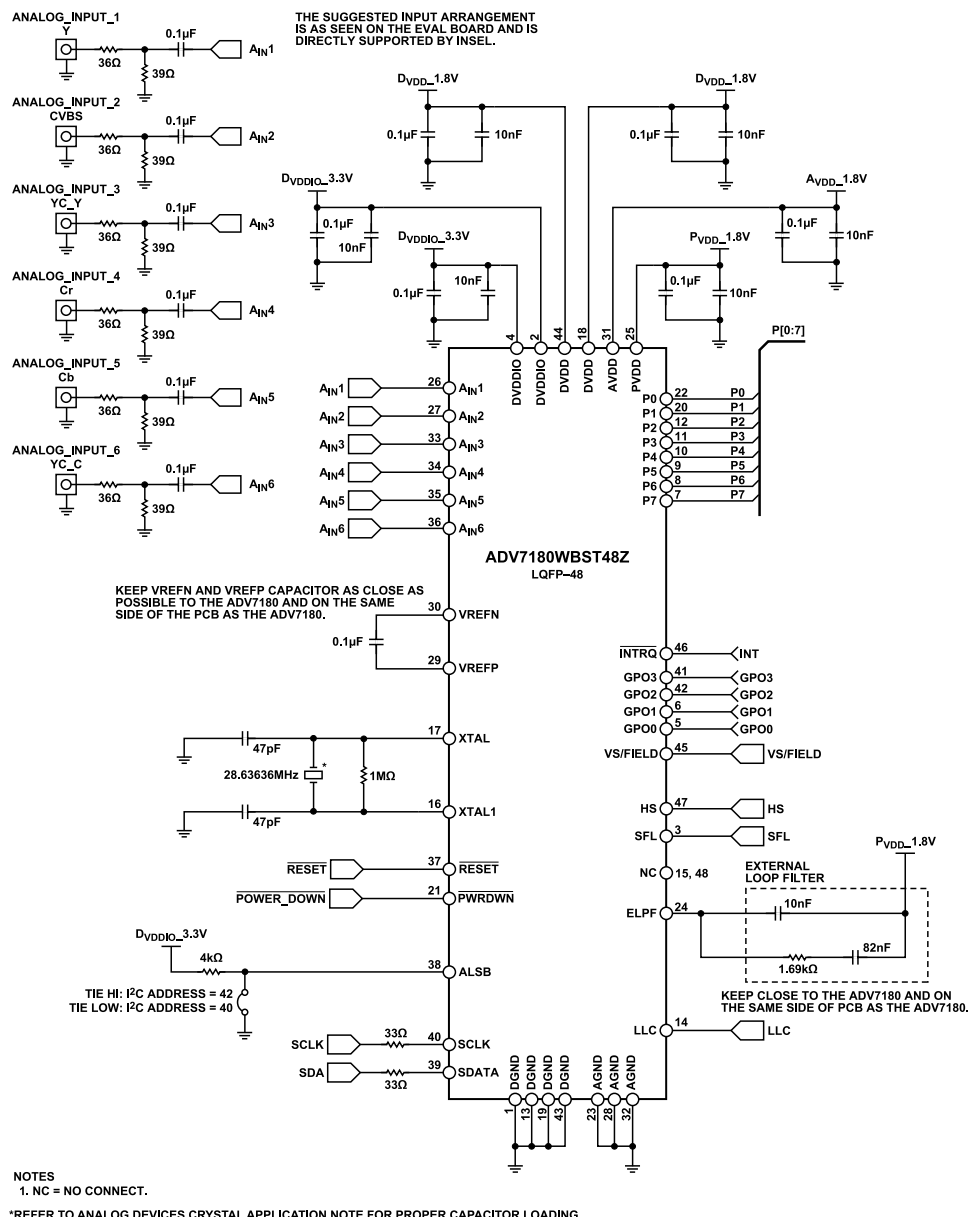 ANALOG_INPUT_1
Y
0.1µF
36Ω
39Ω
AIN1
ANALOG_INPUT_2
CVBS
0.1µF
36Ω
39Ω
AIN2
ANALOG_INPUT_3
YC_Y
0.1µF
36Ω
39Ω
AIN3
ANALOG_INPUT_4
Cr
0.1µF
36Ω
39Ω
AIN4
ANALOG_INPUT_5
Cb
0.1µF
36Ω
39Ω
AIN5
ANALOG_INPUT_6
YC_C
0.1µF
36Ω
39Ω
AIN6
THE SUGGESTED INPUT ARRANGEMENT
IS AS SEEN ON THE EVAL BOARD AND IS
DIRECTLY SUPPORTED BY INSEL.
DVDD_1.8V
0.1µF
10nF
DVDD_1.8V
0.1µF
10nF
DVDDIO_3.3V
0.1µF
10nF
DVDDIO_3.3V
0.1µF
10nF
AVDD_1.8V
0.1µF
10nF
PVDD_1.8V
0.1µF
10nF
4
2
44
18
31
25
DVDDIO
DVDDIO
DVDD
DVDD
AVDD
PVDD
P[0:7]
AIN1
26
AIN1
AIN2
27
AIN2
AIN3
33
AIN3
AIN4
34
AIN4
AIN5
35
AIN5
AIN6
36
AIN6
P0
22
P0
P1
20
P1
P2
12
P2
P3
11
P3
P4
10
P4
P5
9
P5
P6
8
P6
P7
7
P7
ADV7180WBST48Z
LQFP–48
KEEP VREFN AND VREFP CAPACITOR AS CLOSE AS
POSSIBLE TO THE ADV7180 AND ON THE SAME
SIDE OF THE PCB AS THE ADV7180.
30
VREFN
0.1µF
29
VREFP
17
XTAL
47pF
28.63636MHz
*
1MΩ
16
XTAL1
47pF
RESET
37
RESET
POWER_DOWN
21
PWRDWN
DVDDIO_3.3V
4kΩ
38
ALSB
TIE HI: I2C ADDRESS = 42
TIE LOW: I2C ADDRESS = 40
SCLK
33Ω
40
SCLK
SDA
33Ω
39
SDATA
INTRQ
46
INT
GPO3
41
GPO3
GPO2
42
GPO2
GPO1
6
GPO1
GPO0
5
GPO0
VS/FIELD
45
VS/FIELD
HS
47
HS
SFL
3
SFL
NC
15, 48
ELPF
24
EXTERNAL
LOOP FILTER
PVDD_1.8V
10nF
82nF
1.69kΩ
KEEP CLOSE TO THE ADV7180 AND ON
THE SAME SIDE OF PCB AS THE ADV7180.
LLC
14
LLC
DGND
DGND
DGND
DGND
AGND
AGND
AGND
1
13
19
43
23
28
32
NOTES
1. NC = NO CONNECT.
*REFER TO ANALOG DEVICES CRYSTAL APPLICATION NOTE FOR PROPER CAPACITOR LOADING